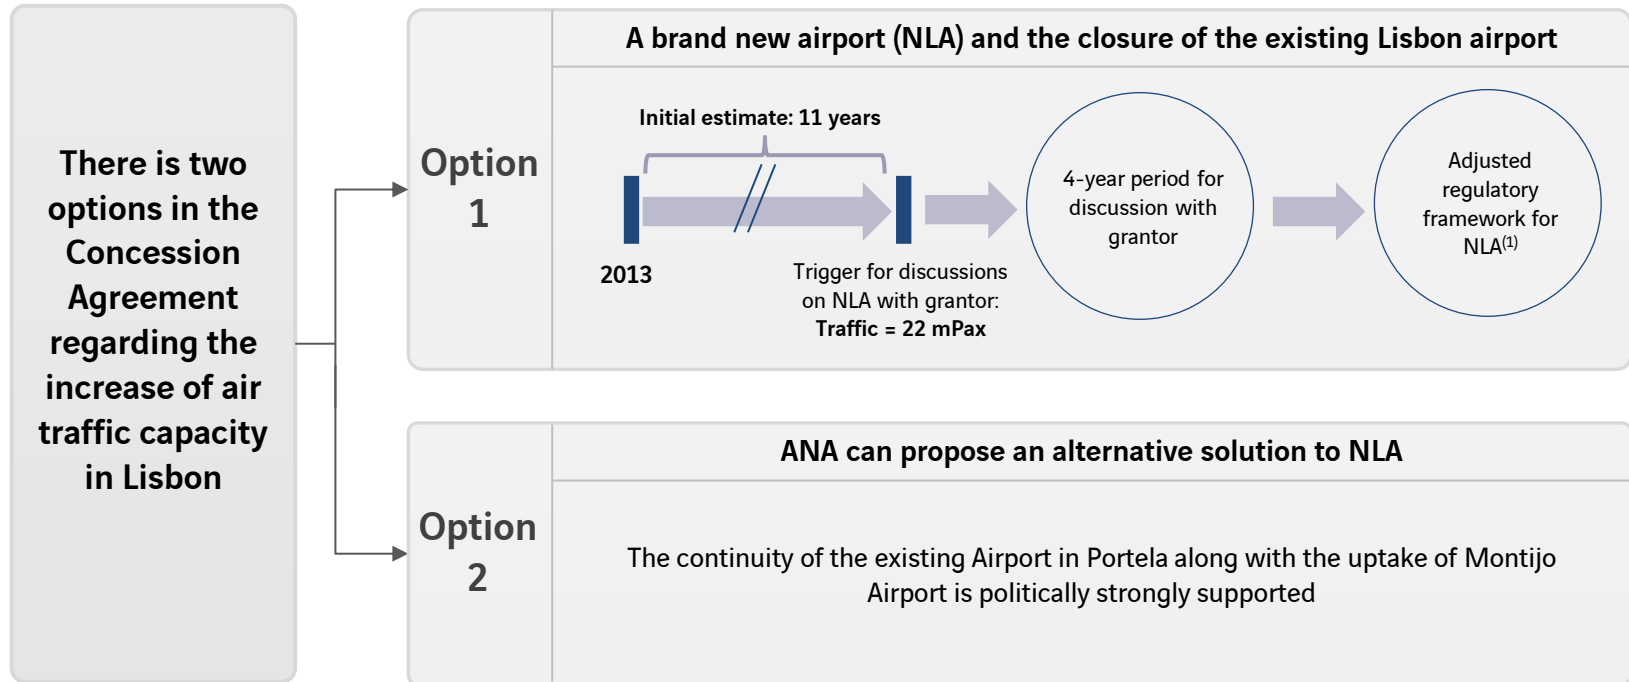 There is two
options in the
Concession
Agreement
regarding the
increase of air
traffic capacity
in Lisbon
Option
1
A brand new airport (NLA) and the closure of the existing Lisbon airport
Initial estimate: 11 years
2013
Trigger for discussions
on NLA with grantor:
Traffic = 22 mPax
4-year period for
discussion with
grantor
Adjusted
regulatory
framework for
NLA(1)
Option
2
ANA can propose an alternative solution to NLA
The continuity of the existing Airport in Portela along with the uptake of Montijo
Airport is politically strongly supported